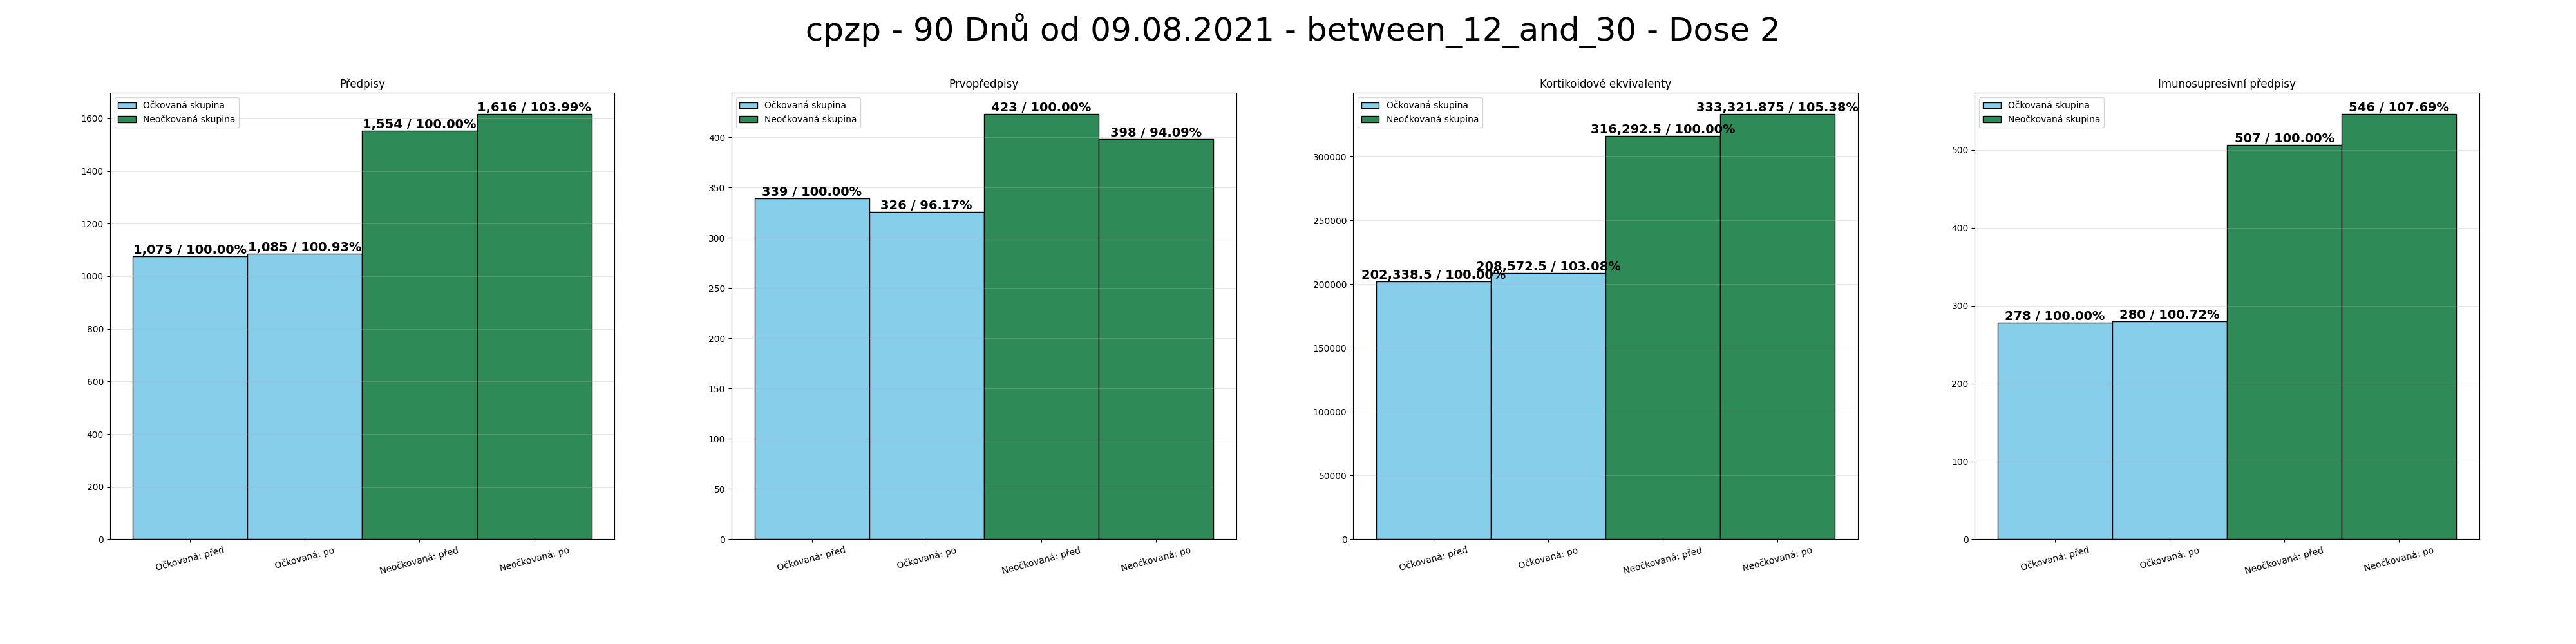 cpzp - 90 Dnů od 09.08.2021 - between_12_and_30 - Dose 2
Předpisy
Očkovaná skupina
Neočkovaná skupina
1600
1400
1200
1000
800
600
400
200
0
1,075 / 100.00%
1,085 / 100.93%
1,554 / 100.00%
1,616 / 103.99%
Očkovaná: před
Očkovaná: po
Neočkovaná: před
Neočkovaná: po
Prvopředpisy
Očkovaná skupina
Neočkovaná skupina
400
350
300
250
200
150
100
50
0
339 / 100.00%
326 / 96.17%
423 / 100.00%
398 / 94.09%
Očkovaná: před
Očkovaná: po
Neočkovaná: před
Neočkovaná: po
Kortikoidové ekvivalenty
Očkovaná skupina
Neočkovaná skupina
300000
250000
200000
150000
100000
50000
0
202,338.5 / 100.00%
208,572.5 / 103.08%
316,292.5 / 100.00%
333,321.875 / 105.38%
Očkovaná: před
Očkovaná: po
Neočkovaná: před
Neočkovaná: po
Imunosupresivní předpisy
Očkovaná skupina
Neočkovaná skupina
500
400
300
200
100
0
278 / 100.00%
280 / 100.72%
507 / 100.00%
546 / 107.69%
Očkovaná: před
Očkovaná: po
Neočkovaná: před
Neočkovaná: po